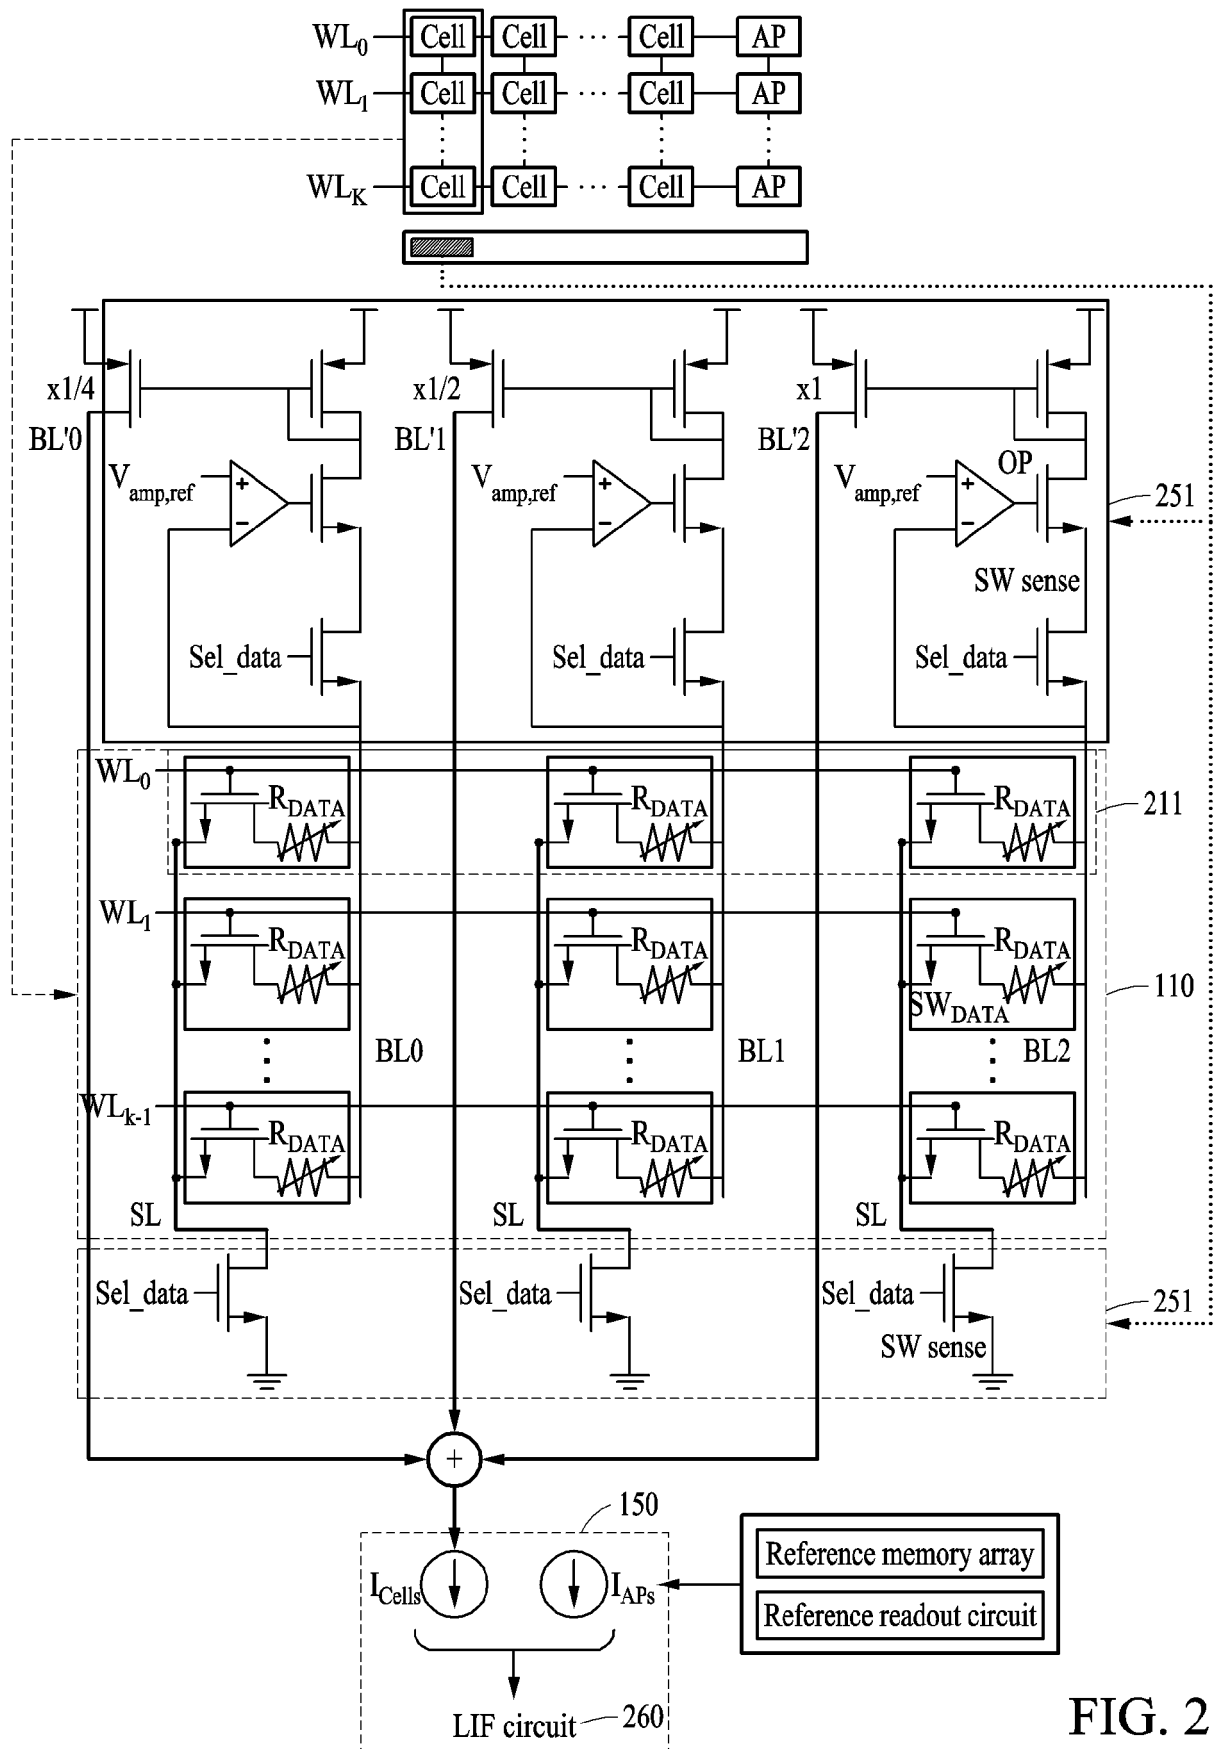 WL0 Cell Cell ··· Cell AP
WL1 Cell Cell ··· Cell AP
WLK Cell Cell ··· Cell AP
x1/4 x1/2 x1
BL'0 BL'1 BL'2
OP
Vamp,ref + Vamp,ref + Vamp,ref +
251
− − −
SW sense
Sel_data Sel_data Sel_data
WL0
RDATA RDATA RDATA
211
WL1
RDATA RDATA RDATA
SWDATA
110
BL0 BL1 BL2
WLk-1
RDATA RDATA RDATA
SL SL SL
Sel_data Sel_data Sel_data
251
SW sense
+
150
Reference memory array
ICells IAPs
Reference readout circuit
LIF circuit 260
FIG. 2